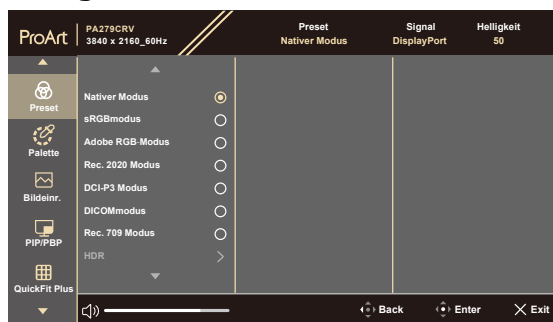 ProArt
PA279CRV
3840 x 2160_60Hz
Preset
Nativer Modus
Signal
DisplayPort
Helligkeit
50
Preset
Palette
Bildeinr.
PIP/PBP
QuickFit Plus
Nativer Modus
sRGBmodus
Adobe RGB-Modus
Rec. 2020 Modus
DCI-P3 Modus
DICOMmodus
Rec. 709 Modus
HDR
Back
Enter
Exit